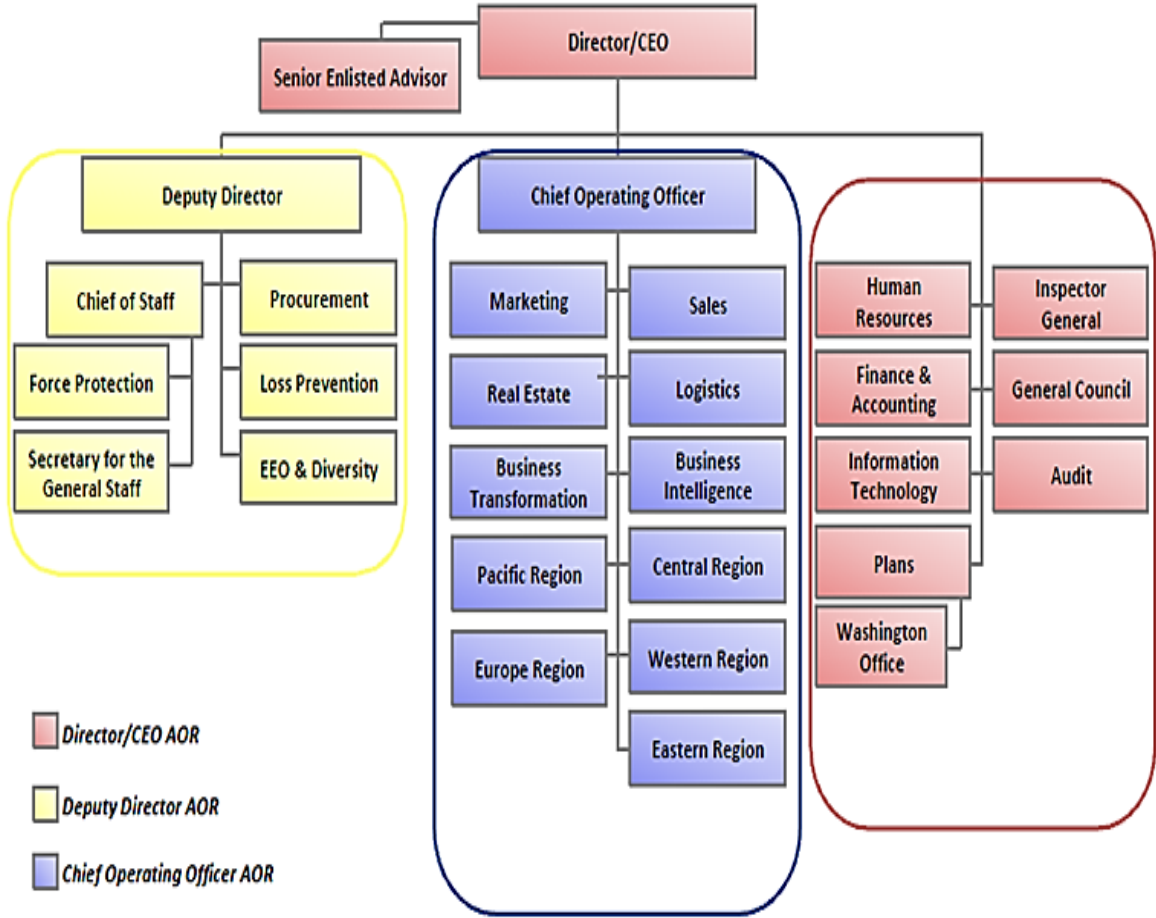 Director/CEO
Senior Enlisted Advisor
Deputy Director
Chief of Staff
Procurement
Force Protection
Loss Prevention
Secretary for the
General Staff
EEO & Diversity
Chief Operating Officer
Marketing
Sales
Real Estate
Logistics
Business
Transformation
Business
Intelligence
Pacific Region
Central Region
Europe Region
Western Region
Eastern Region
Human
Resources
Inspector
General
Finance &
Accounting
General Council
Information
Technology
Audit
Plans
Washington
Office
Director/CEO AOR
Deputy Director AOR
Chief Operating Officer AOR